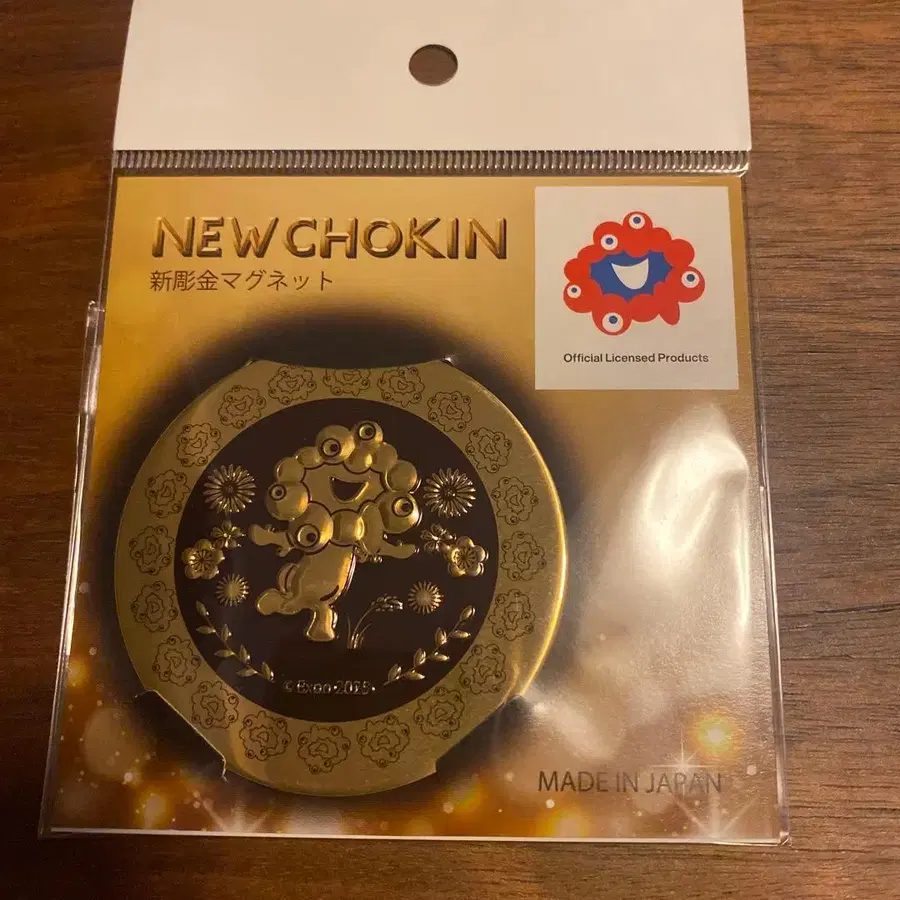 NEW CHOKIN
新彫金マグネット
Official Licensed Products
© Expo 2025
MADE IN JAPAN